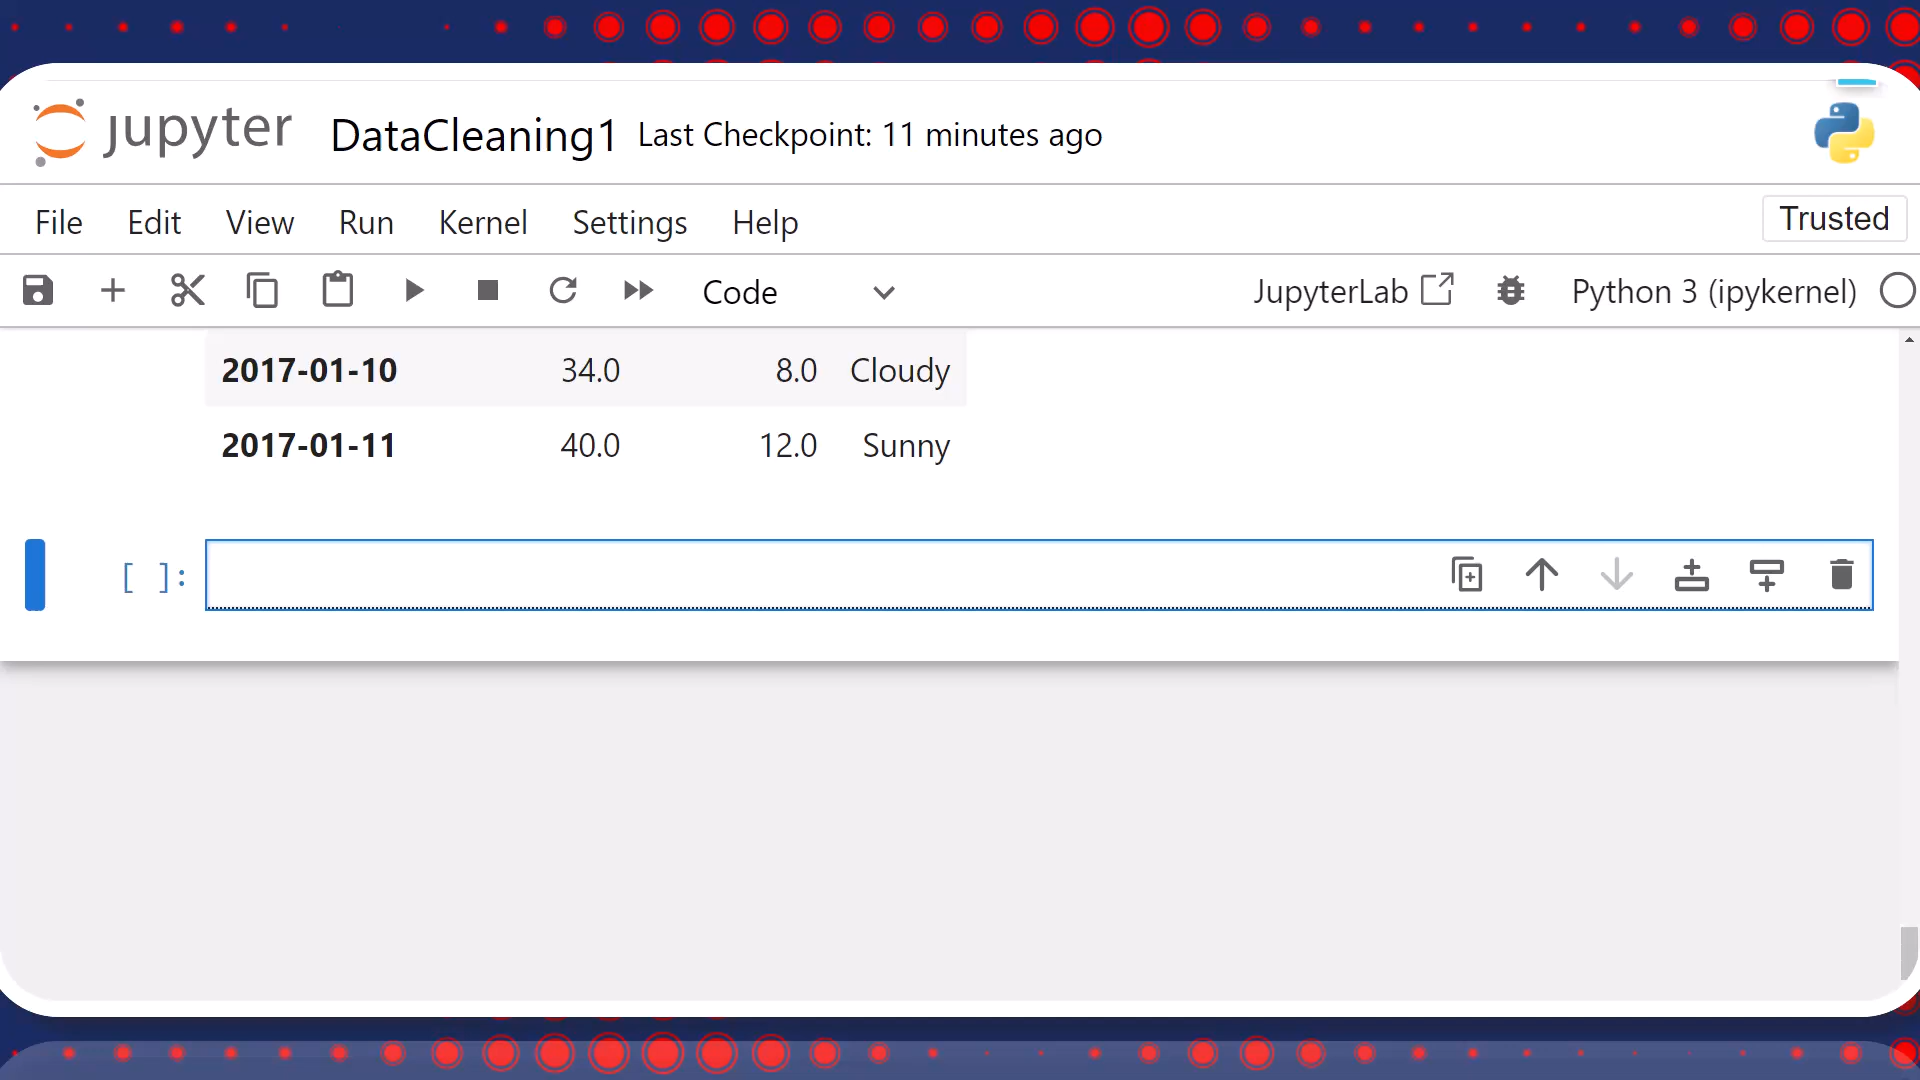 jupyter DataCleaning1 Last Checkpoint: 11 minutes ago
File Edit View Run Kernel Settings Help Trusted
Code JupyterLab Python 3 (ipykernel)
2017-01-10 34.0 8.0 Cloudy
2017-01-11 40.0 12.0 Sunny
[ ]: